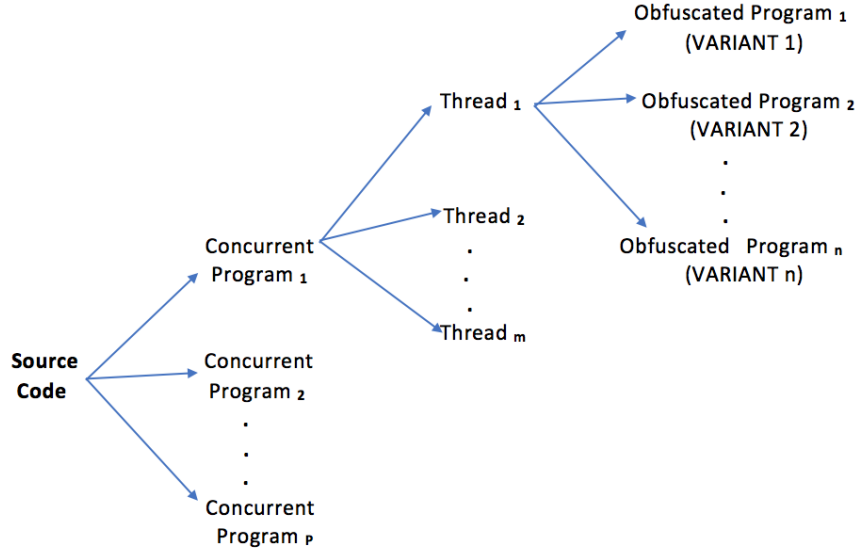 Obfuscated Program 1
(VARIANT 1)
Thread 1
Obfuscated Program 2
(VARIANT 2)
.
.
.
Thread 2
Concurrent
Program 1
Obfuscated Program n
(VARIANT n)
.
.
.
Thread m
Source
Code
Concurrent
Program 2
.
.
.
Concurrent
Program P